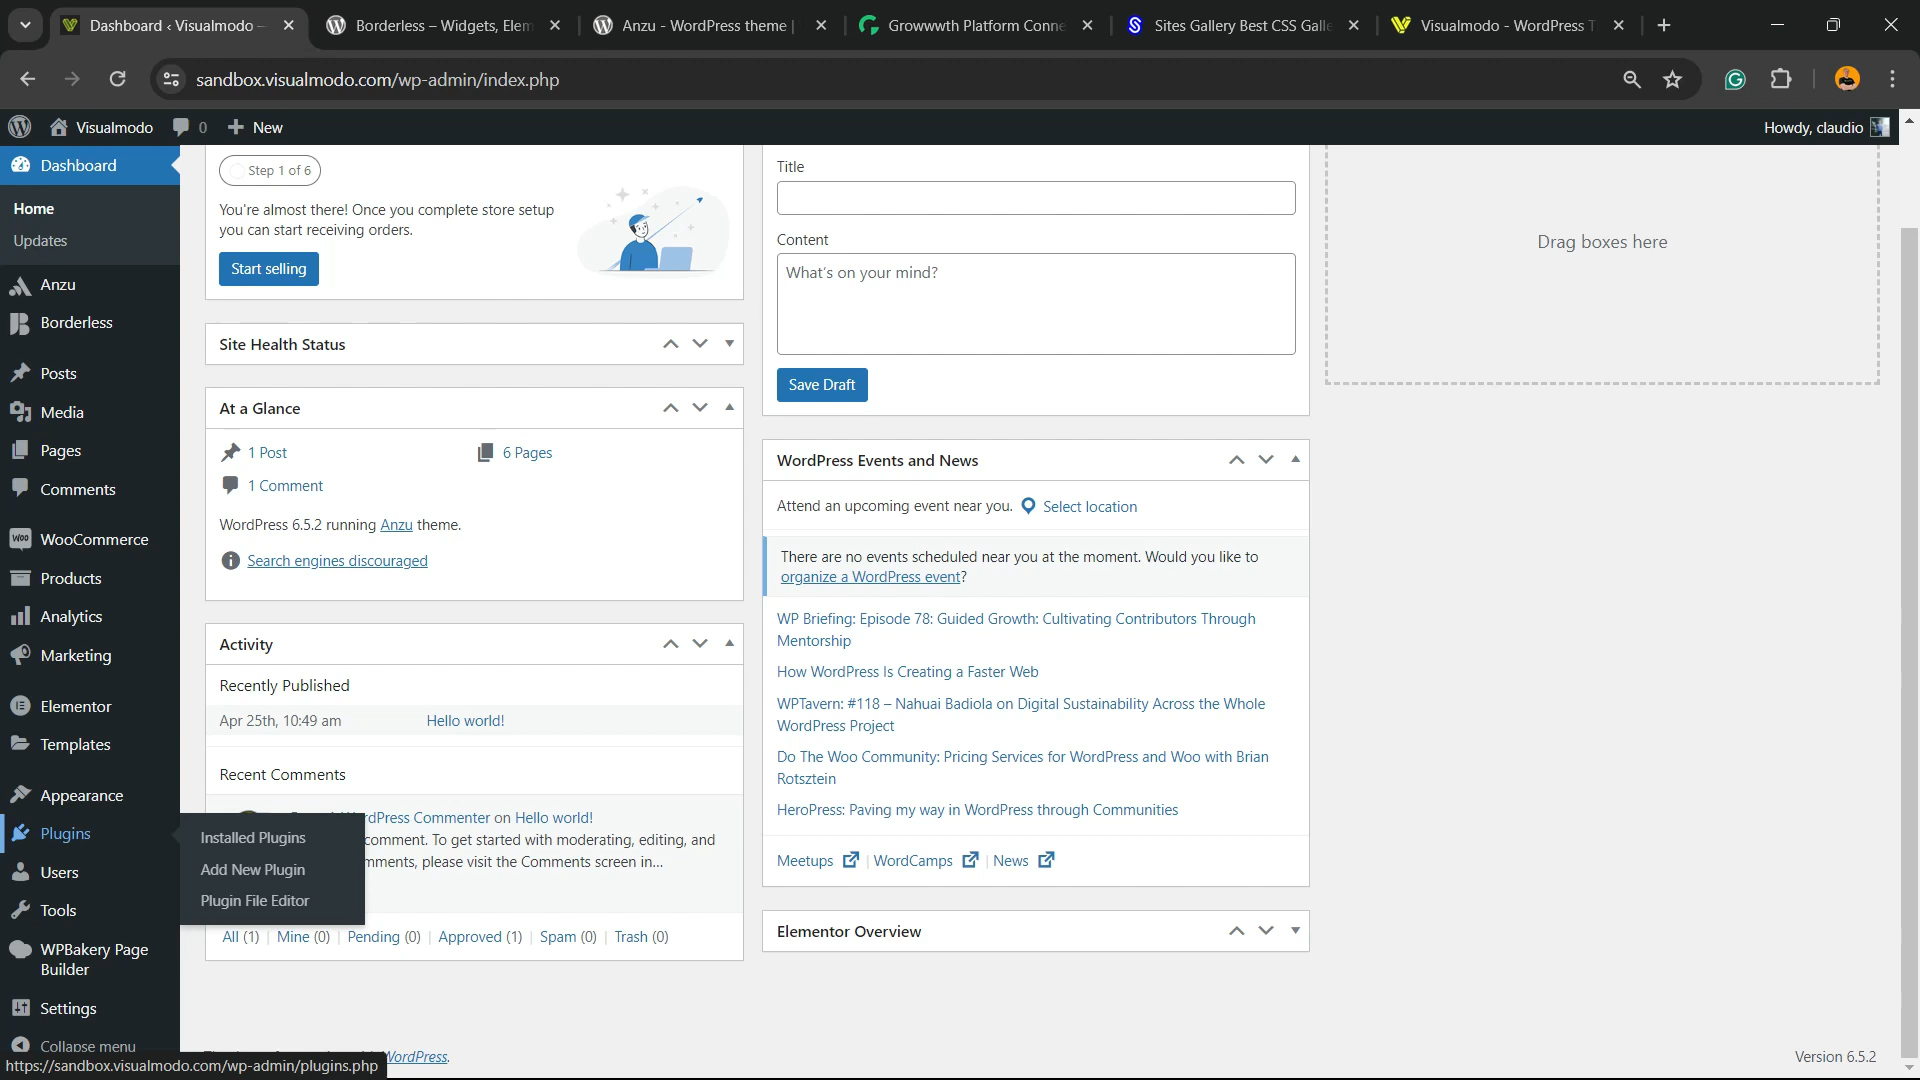 Dashboard ‹ Visualmodo —
Borderless – Widgets, Elem
Anzu - WordPress theme |
Growwwth Platform Conne
Sites Gallery Best CSS Galle
Visualmodo - WordPress T
sandbox.visualmodo.com/wp-admin/index.php
Visualmodo
0
New
Howdy, claudio
Dashboard
Home
Updates
Anzu
Borderless
Posts
Media
Pages
Comments
WooCommerce
Products
Analytics
Marketing
Elementor
Templates
Appearance
Plugins
Users
Tools
WPBakery Page
Builder
Settings
Collapse menu
Installed Plugins
Add New Plugin
Plugin File Editor
Step 1 of 6
You're almost there! Once you complete store setup
you can start receiving orders.
Start selling
Site Health Status
At a Glance
1 Post
6 Pages
1 Comment
WordPress 6.5.2 running Anzu theme.
Search engines discouraged
Activity
Recently Published
Apr 25th, 10:49 am
Hello world!
Recent Comments
dPress Commenter on Hello world!
comment. To get started with moderating, editing, and
mments, please visit the Comments screen in...
All (1) | Mine (0) | Pending (0) | Approved (1) | Spam (0) | Trash (0)
Title
Content
What's on your mind?
Save Draft
WordPress Events and News
Attend an upcoming event near you.
Select location
There are no events scheduled near you at the moment. Would you like to
organize a WordPress event?
WP Briefing: Episode 78: Guided Growth: Cultivating Contributors Through
Mentorship
How WordPress Is Creating a Faster Web
WPTavern: #118 – Nahuai Badiola on Digital Sustainability Across the Whole
WordPress Project
Do The Woo Community: Pricing Services for WordPress and Woo with Brian
Rotsztein
HeroPress: Paving my way in WordPress through Communities
Meetups | WordCamps | News
Elementor Overview
Drag boxes here
WordPress.
Version 6.5.2
https://sandbox.visualmodo.com/wp-admin/plugins.php